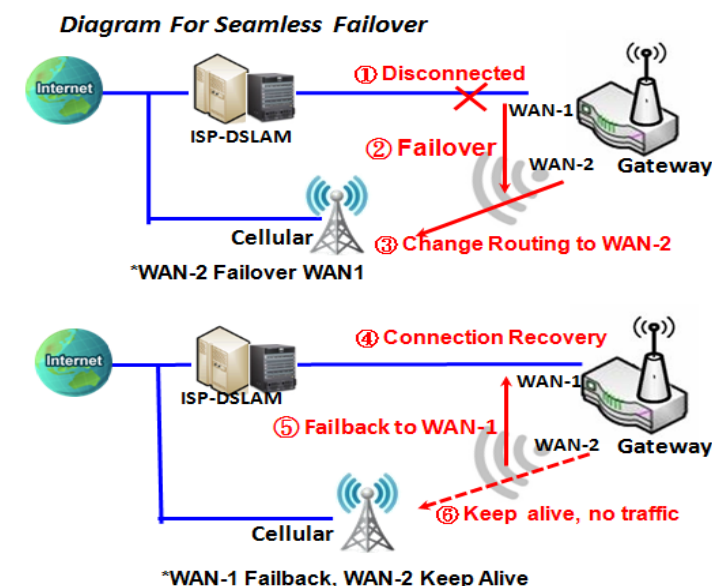 Diagram For Seamless Failover
① Disconnected
Internet
ISP-DSLAM
WAN-1
② Failover
WAN-2
Gateway
Cellular
③ Change Routing to WAN-2
*WAN-2 Failover WAN1
④ Connection Recovery
Internet
ISP-DSLAM
WAN-1
⑤ Failback to WAN-1
WAN-2
Gateway
⑥ Keep alive, no traffic
Cellular
*WAN-1 Failback, WAN-2 Keep Alive